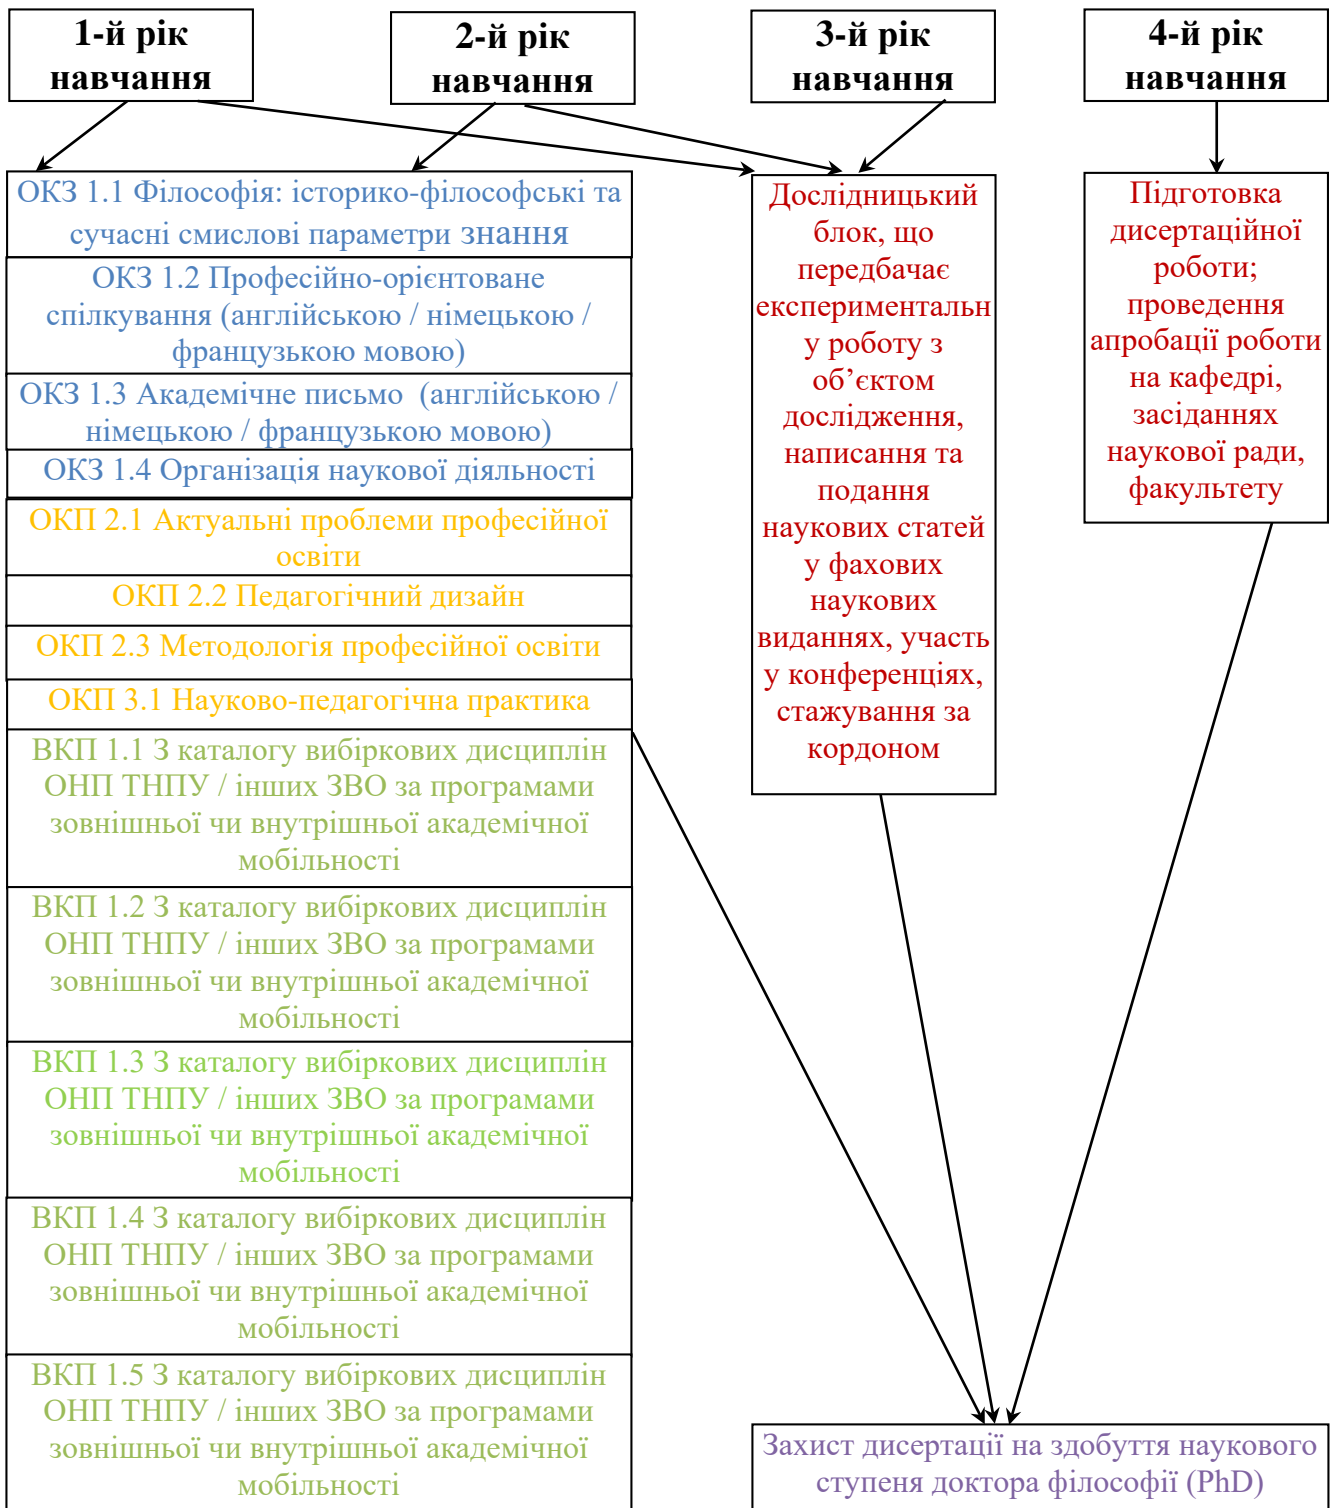 1-й рік
навчання
2-й рік
навчання
3-й рік
навчання
4-й рік
навчання
ОКЗ 1.1 Філософія: історико-філософські та
сучасні смислові параметри знання
ОКЗ 1.2 Професійно-орієнтоване
спілкування (англійською / німецькою /
французькою мовою)
ОКЗ 1.3 Академічне письмо (англійською /
німецькою / французькою мовою)
ОКЗ 1.4 Організація наукової діяльності
ОКП 2.1 Актуальні проблеми професійної
освіти
ОКП 2.2 Педагогічний дизайн
ОКП 2.3 Методологія професійної освіти
ОКП 3.1 Науково-педагогічна практика
ВКП 1.1 З каталогу вибіркових дисциплін
ОНП ТНПУ / інших ЗВО за програмами
зовнішньої чи внутрішньої академічної
мобільності
ВКП 1.2 З каталогу вибіркових дисциплін
ОНП ТНПУ / інших ЗВО за програмами
зовнішньої чи внутрішньої академічної
мобільності
ВКП 1.3 З каталогу вибіркових дисциплін
ОНП ТНПУ / інших ЗВО за програмами
зовнішньої чи внутрішньої академічної
мобільності
ВКП 1.4 З каталогу вибіркових дисциплін
ОНП ТНПУ / інших ЗВО за програмами
зовнішньої чи внутрішньої академічної
мобільності
ВКП 1.5 З каталогу вибіркових дисциплін
ОНП ТНПУ / інших ЗВО за програмами
зовнішньої чи внутрішньої академічної
мобільності
Дослідницький
блок, що
передбачає
експериментальн
у роботу з
об’єктом
дослідження,
написання та
подання
наукових статей
у фахових
наукових
виданнях, участь
у конференціях,
стажування за
кордоном
Підготовка
дисертаційної
роботи;
проведення
апробації роботи
на кафедрі,
засіданнях
наукової ради,
факультету
Захист дисертації на здобуття наукового
ступеня доктора філософії (PhD)